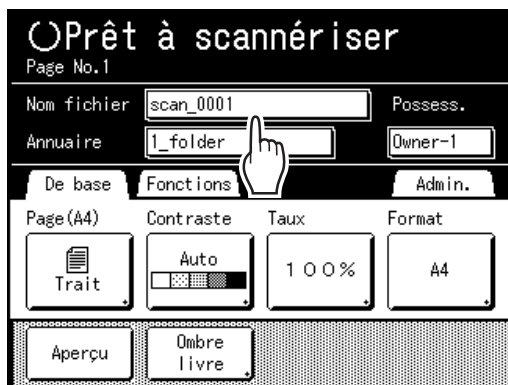 Prêt à scannériser
Page No.1
Nom fichier scan_0001 Possess.
Annuaire 1_folder Owner-1
De base Fonctions Admin.
Page(A4) Contraste Taux Format
Trait Auto 100% A4
Aperçu Ombre livre